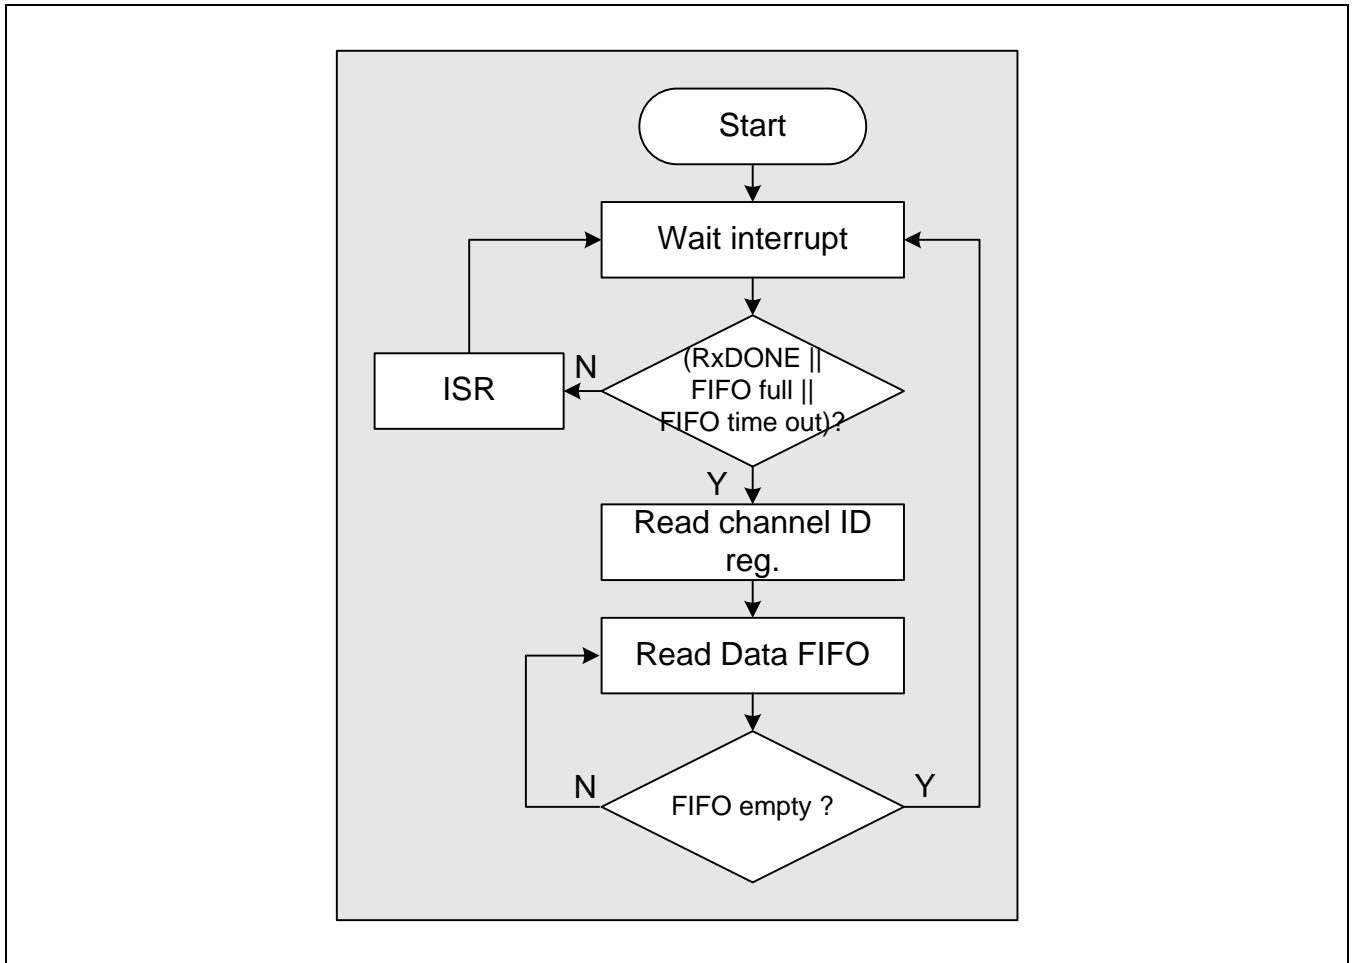 Start
Wait interrupt
(RxDONE ||
FIFO full ||
FIFO time out)?
N
ISR
Y
Read channel ID
reg.
Read Data FIFO
N
FIFO empty ?
Y